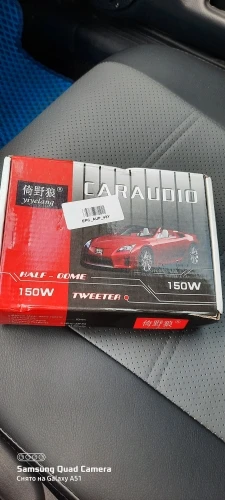 倚野狼®
yiyelang
CARAUDIO
HALF - DOME
150W
TWEETER
150W
倚野狼®
Samsung Quad Camera
Снято на Galaxy A51